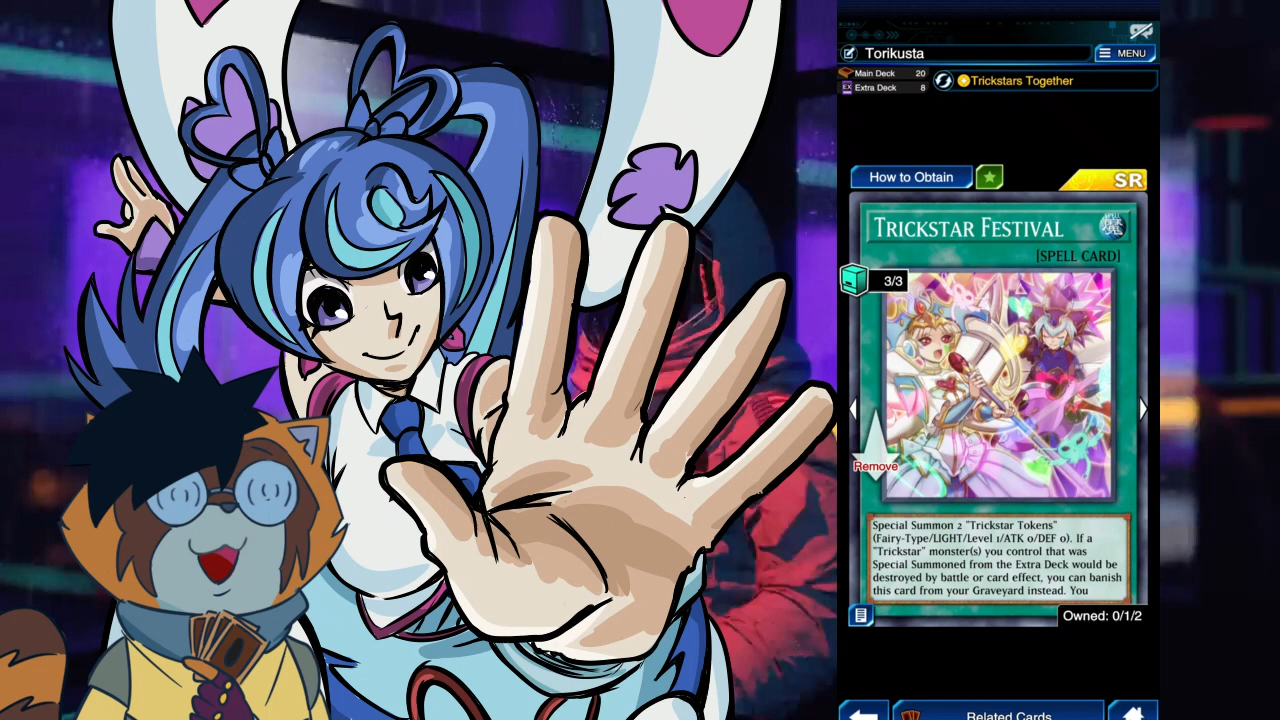 Torikusta
MENU
Main Deck 20
Extra Deck 8
EX
Trickstars Together
How to Obtain
SR
TRICKSTAR FESTIVAL
[SPELL CARD]
3/3
Remove
Special Summon 2 "Trickstar Tokens"
(Fairy-Type/LIGHT/Level 1/ATK 0/DEF 0). If a
"Trickstar" monster(s) you control that was
Special Summoned from the Extra Deck would be
destroyed by battle or card effect, you can banish
this card from your Graveyard instead. You
Owned: 0/1/2
Related Cards